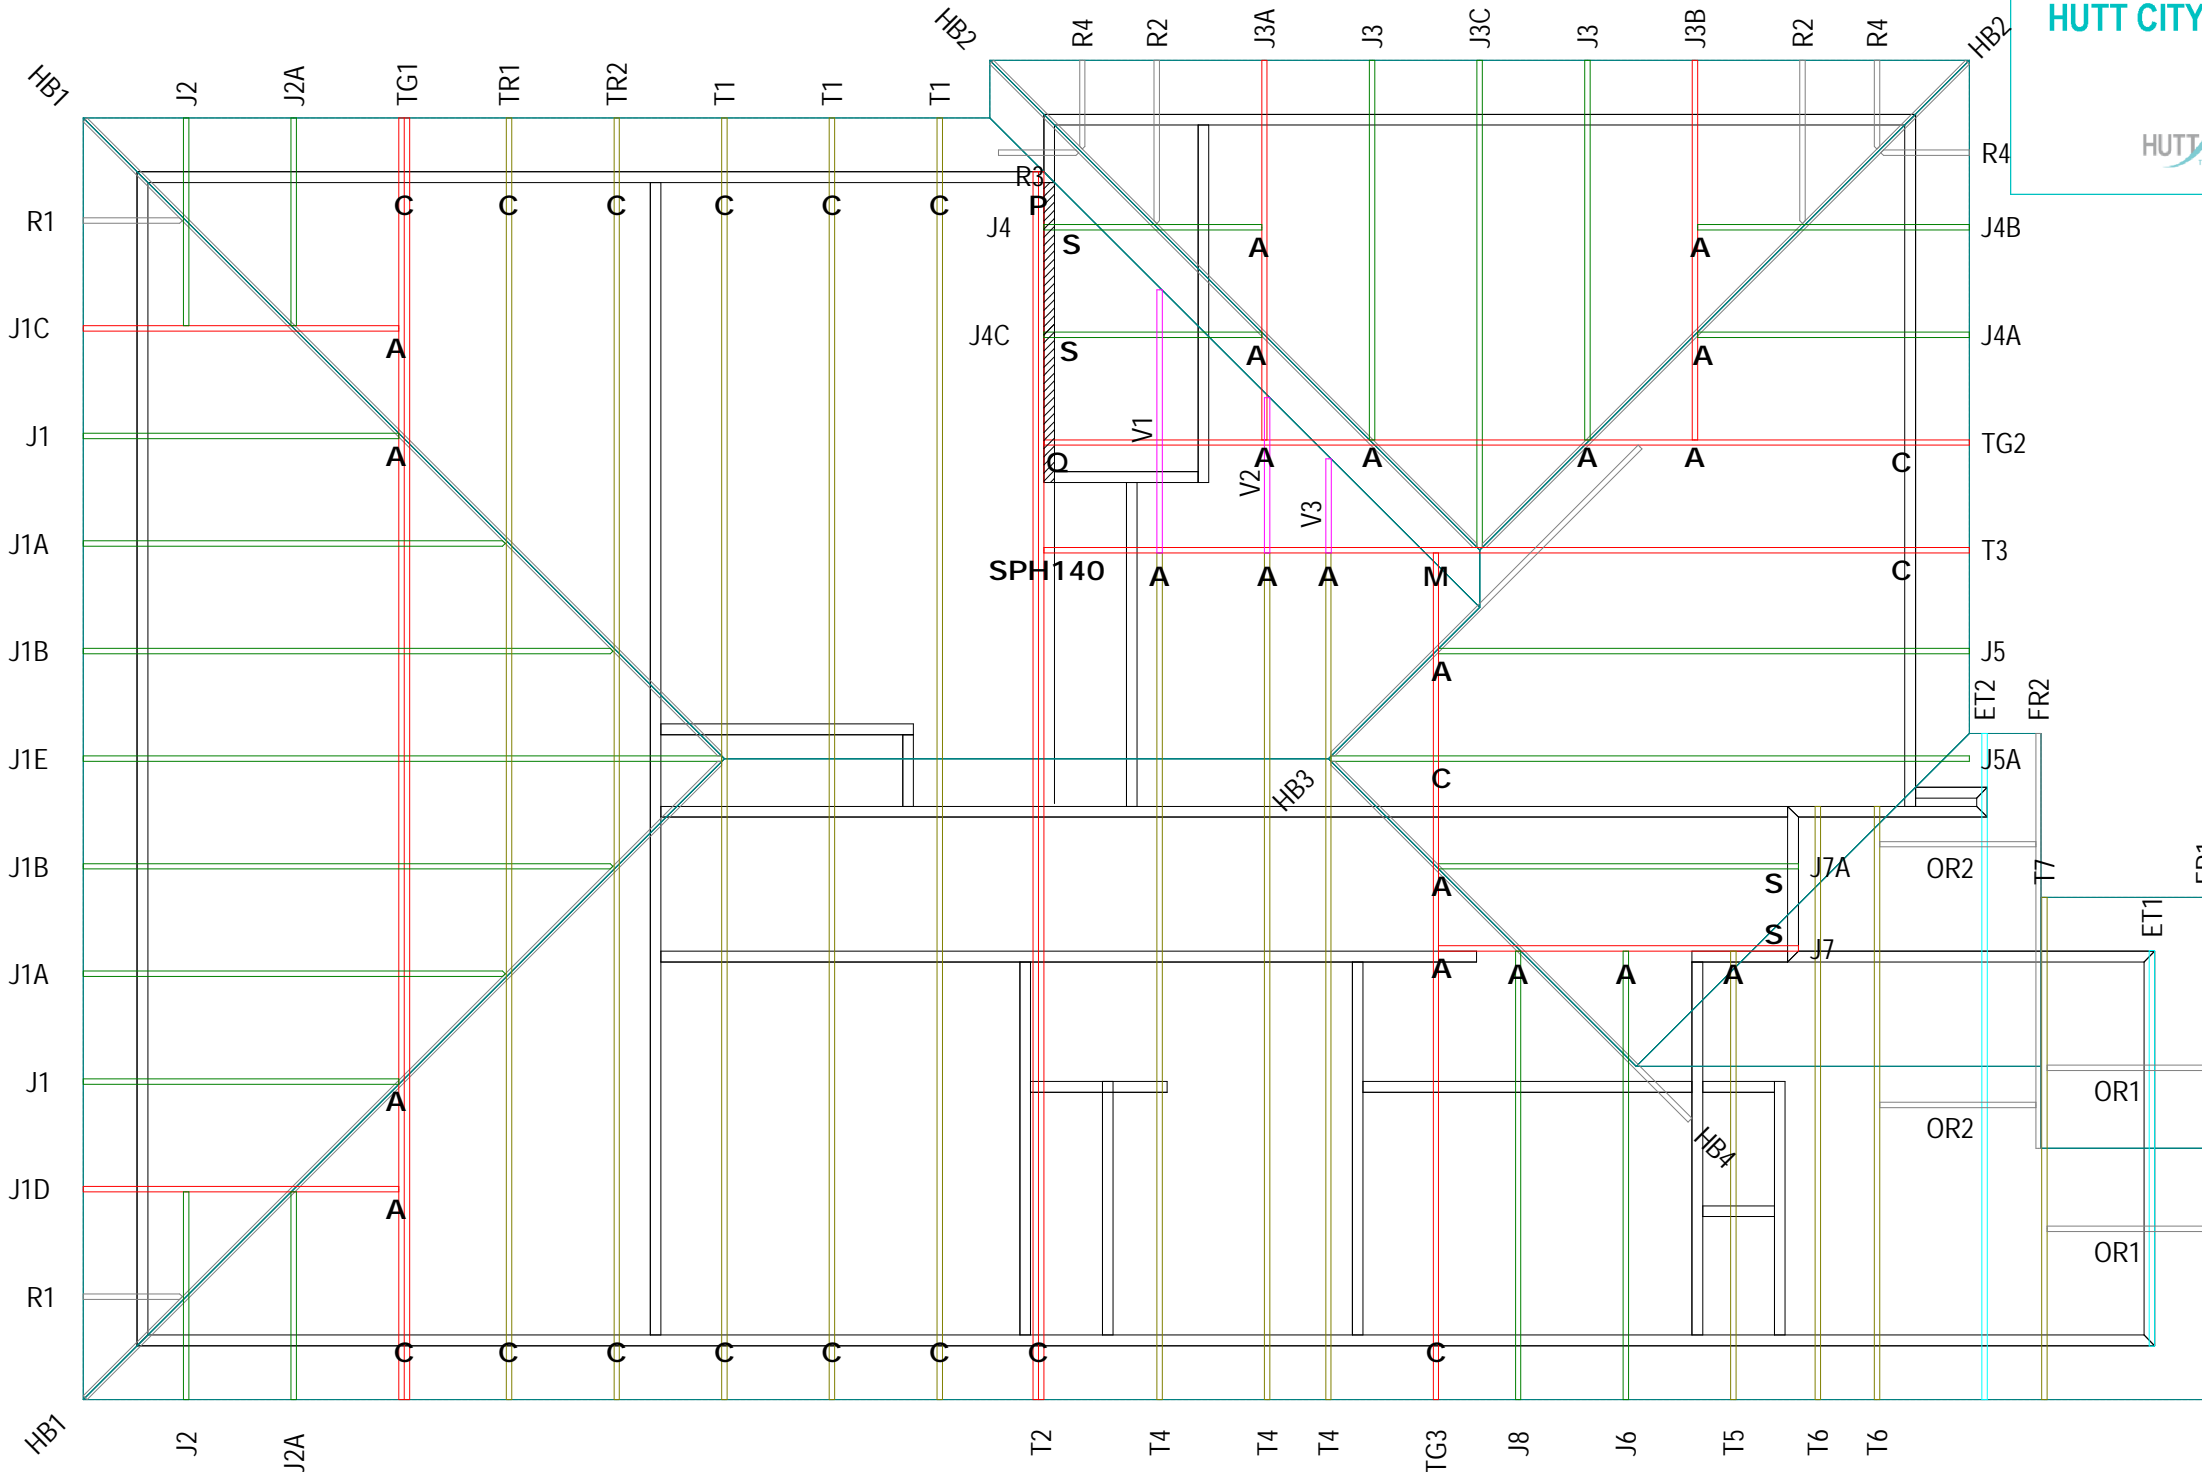 HUTT CITY
HUTT
HB1
J2
J2A
TG1
TR1
TR2
T1
T1
T1
HB2
R4
R2
J3A
J3
J3C
J3
J3B
R2
R4
HB2
R4
R3
R1
C
C
C
C
C
C
P
J4
S
A
A
J4B
J1C
A
J4C
S
A
A
J4A
J1
A
V1
Q
A
A
A
A
C
TG2
V2
V3
J1A
SPH140
A
A
A
M
C
T3
J1B
A
J5
ET2
FR2
J1E
HB3
C
J5A
J1B
A
S
J7A
OR2
T7
ET1
J1A
A
S
J7
A
A
A
J1
A
OR1
OR2
HB4
J1D
A
OR1
R1
C
C
C
C
C
C
C
C
HB1
J2
J2A
T2
T4
T4
T4
TG3
J8
J6
T5
T6
T6